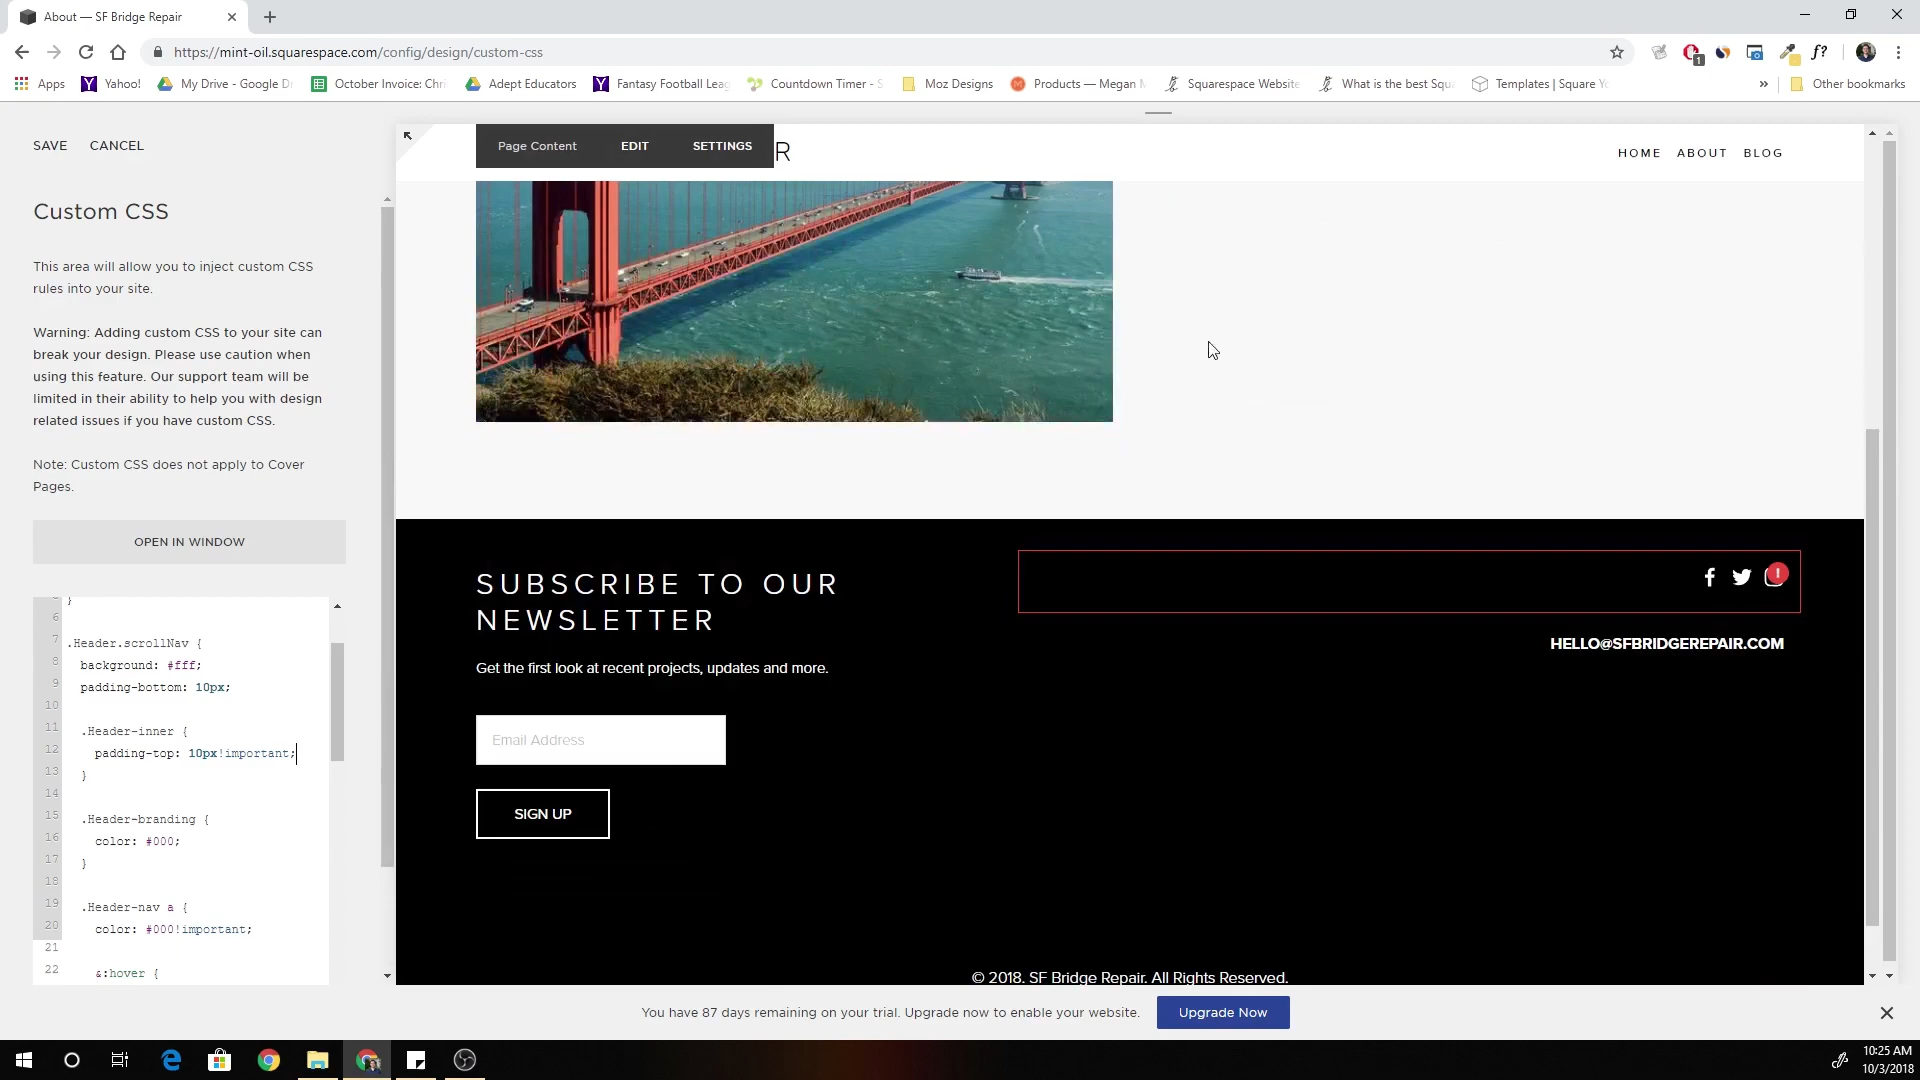 About — SF Bridge Repair
https://mint-oil.squarespace.com/config/design/custom-css
f?
1
Apps
Yahoo!
My Drive - Google Dr
October Invoice: Chri
Adept Educators
Fantasy Football Leag
Countdown Timer - S
Moz Designs
Products — Megan M
Squarespace Website
What is the best Squa
Templates | Square Yo
»
Other bookmarks
SAVE
CANCEL
Custom CSS
This area will allow you to inject custom CSS
rules into your site.
Warning: Adding custom CSS to your site can
break your design. Please use caution when
using this feature. Our support team will be
limited in their ability to help you with design
related issues if you have custom CSS.
Note: Custom CSS does not apply to Cover
Pages.
OPEN IN WINDOW
5 }
6
7 .Header.scrollNav {
8 background: #fff;
9 padding-bottom: 10px;
10
11 .Header-inner {
12 padding-top: 10px!important;
13 }
14
15 .Header-branding {
16 color: #000;
17 }
18
19 .Header-nav a {
20 color: #000!important;
21
22 &:hover {
Page Content
EDIT
SETTINGS
R
HOME
ABOUT
BLOG
SUBSCRIBE TO OUR
NEWSLETTER
Get the first look at recent projects, updates and more.
Email Address
SIGN UP
!
HELLO@SFBRIDGEREPAIR.COM
© 2018. SF Bridge Repair. All Rights Reserved.
You have 87 days remaining on your trial. Upgrade now to enable your website.
Upgrade Now
10:25 AM
10/3/2018